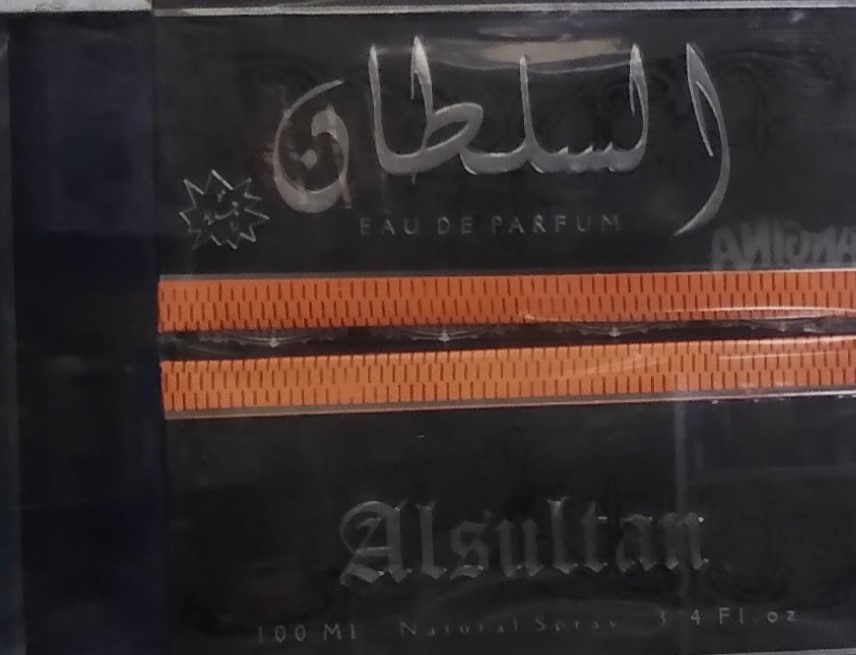 السلطان
EAU DE PARFUM
Alsultan
100 Ml Natural Spray 3.4 Fl oz